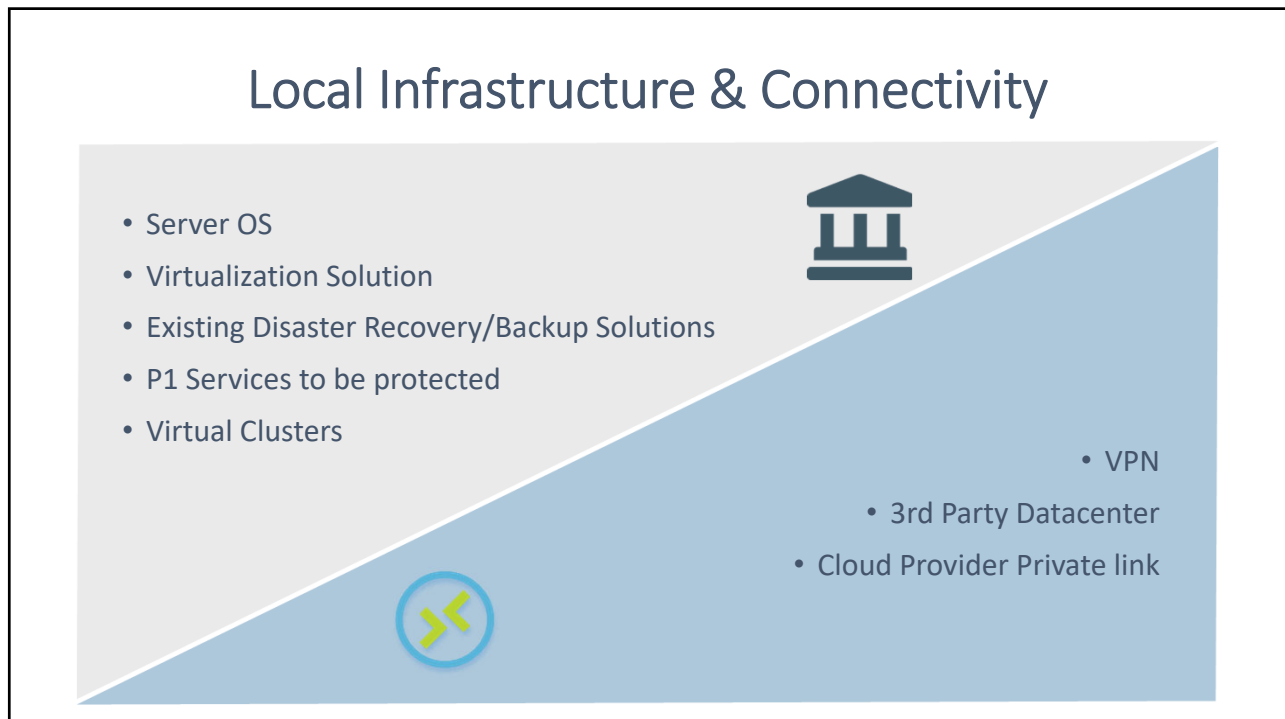 Local Infrastructure & Connectivity
• Server OS
• Virtualization Solution
• Existing Disaster Recovery/Backup Solutions
• P1 Services to be protected
• Virtual Clusters
• VPN
• 3rd Party Datacenter
• Cloud Provider Private link